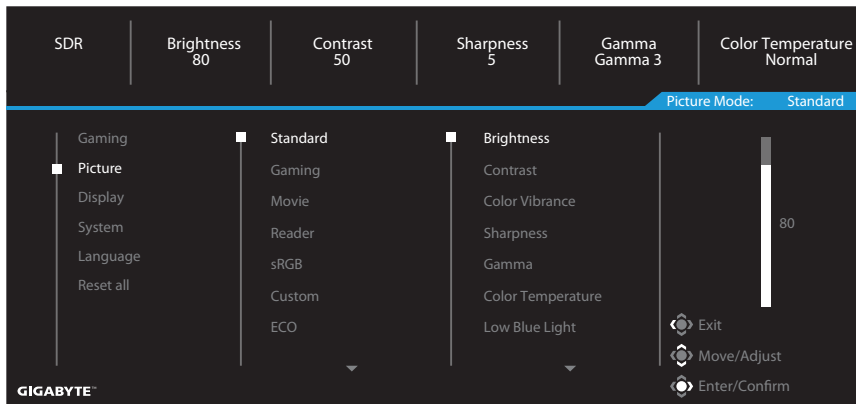 SDR
Brightness
80
Contrast
50
Sharpness
5
Gamma
Gamma 3
Color Temperature
Normal
Picture Mode: Standard
Gaming
Picture
Display
System
Language
Reset all
Standard
Gaming
Movie
Reader
sRGB
Custom
ECO
Brightness
Contrast
Color Vibrance
Sharpness
Gamma
Color Temperature
Low Blue Light
80
Exit
Move/Adjust
Enter/Confirm
GIGABYTE™